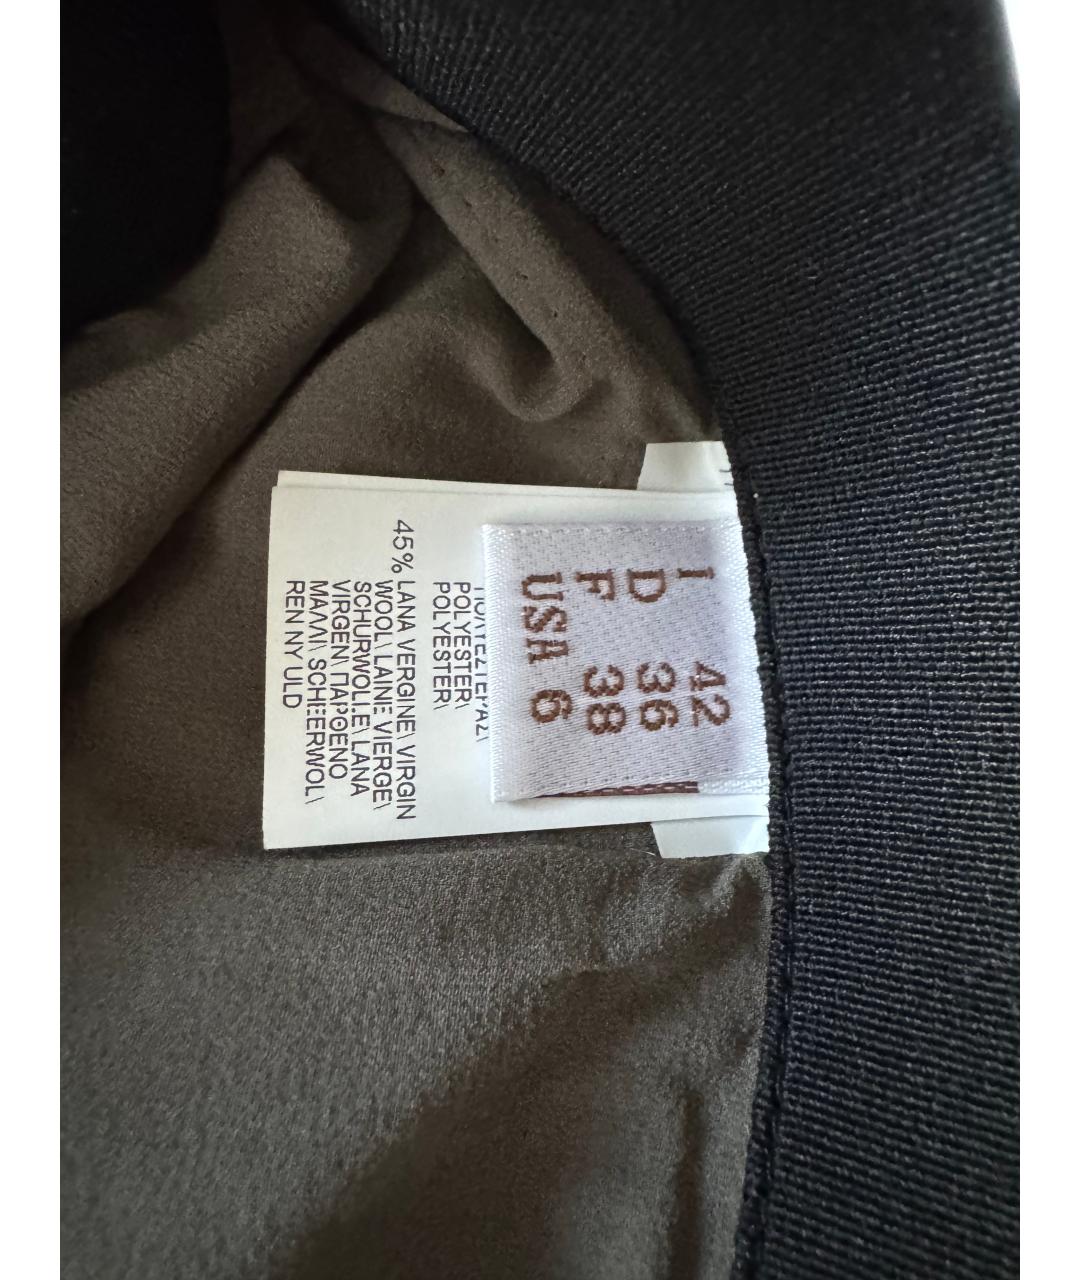 I 42
D 36
F 38
USA 6
POLYESTER\
POLYESTER\
45% LANA VERGINE\ VIRGIN
WOOL\ LAINE VIERGE\
SCHURWOLLE\ LANA
VIRGEN\ ΠΑΡΘΕΝΟ
ΜΑΛΛΙ\ SCHEERWOL\
REN NY ULD